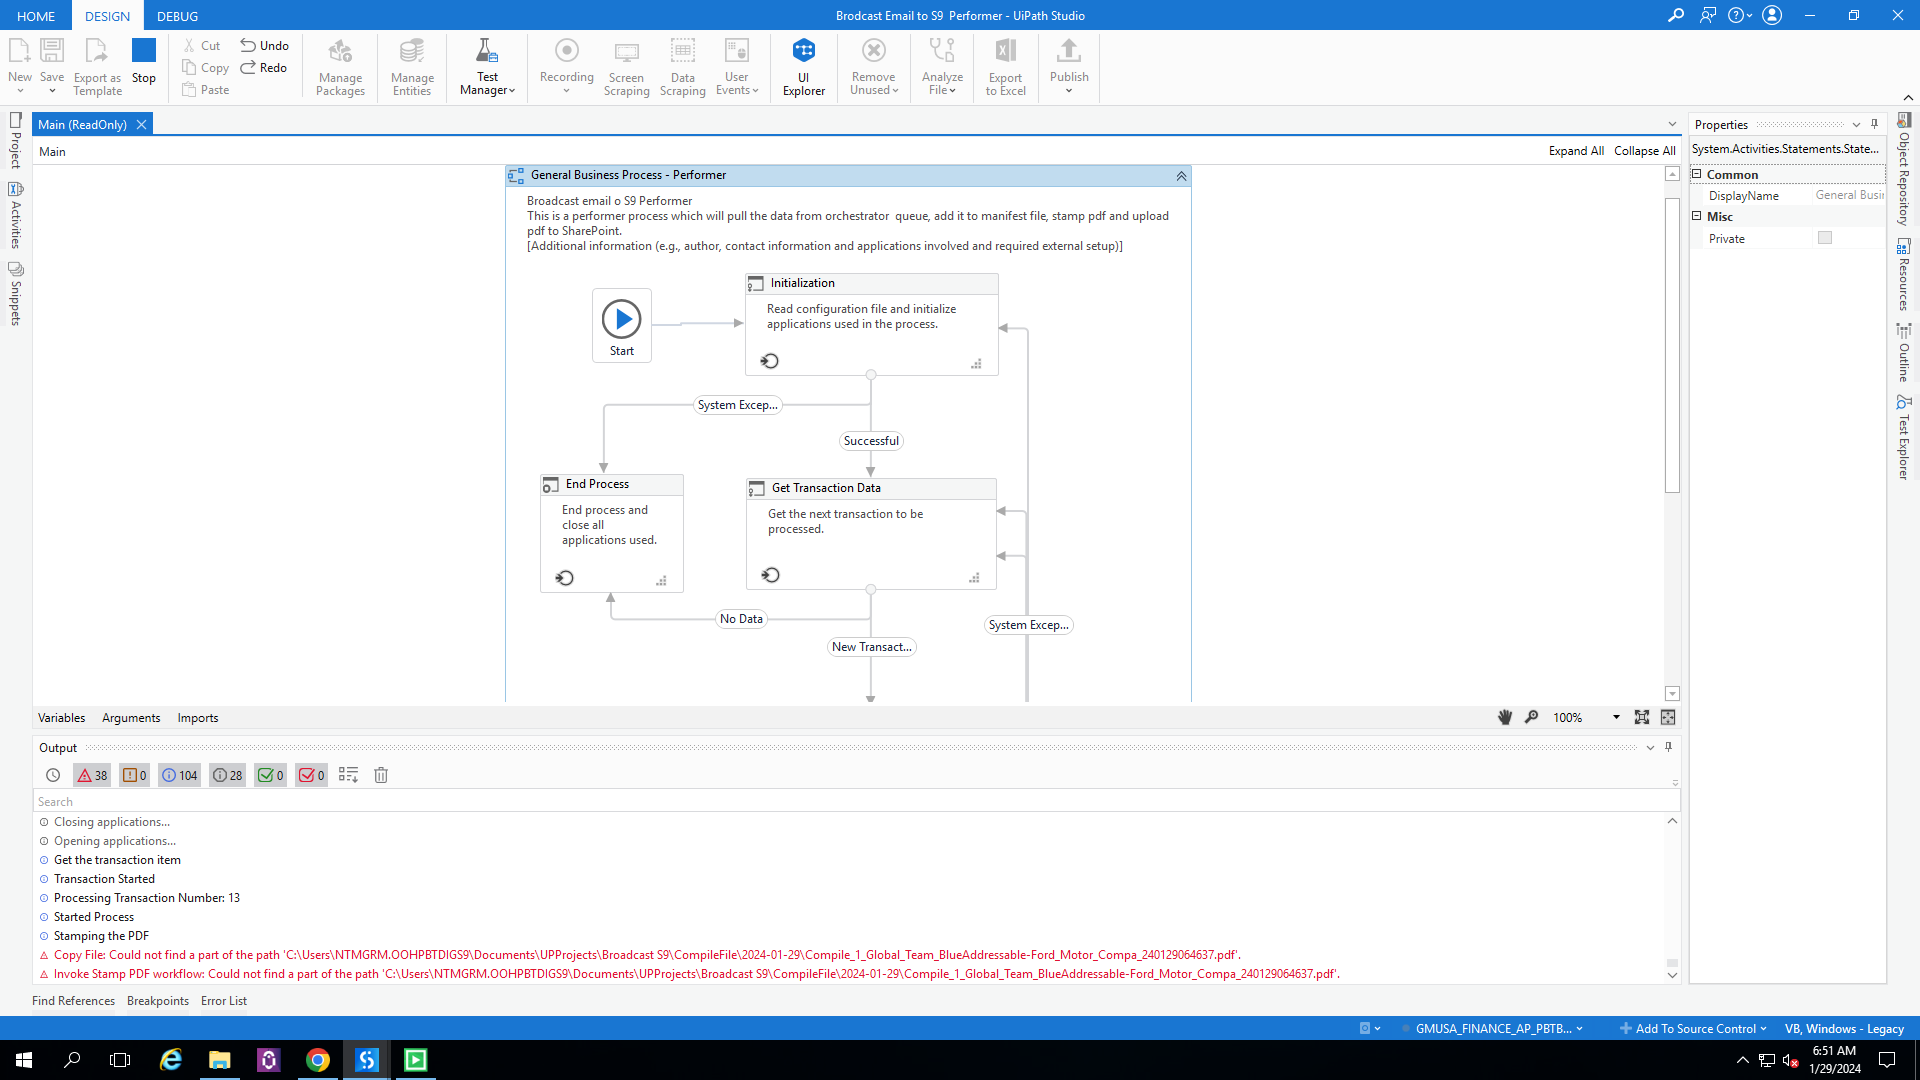 HOME DESIGN DEBUG
Brodcast Email to S9 Performer - UiPath Studio
New
Save
Export as
Template
Stop
Cut
Copy
Paste
Undo
Redo
Manage
Packages
Manage
Entities
Test
Manager
Recording
Screen
Scraping
Data
Scraping
User
Events
UI
Explorer
Remove
Unused
Analyze
File
Export
to Excel
Publish
Project
Activities
Snippets
Main (ReadOnly)
Main
Expand All Collapse All
General Business Process - Performer
Broadcast email o S9 Performer
This is a performer process which will pull the data from orchestrator queue, add it to manifest file, stamp pdf and upload
pdf to SharePoint.
[Additional information (e.g., author, contact information and applications involved and required external setup)]
Start
Initialization
Read configuration file and initialize
applications used in the process.
System Excep...
Successful
End Process
End process and
close all
applications used.
Get Transaction Data
Get the next transaction to be
processed.
No Data
New Transact...
System Excep...
Variables Arguments Imports
100%
Properties
System.Activities.Statements.State...
Common
DisplayName General Busi
Misc
Private
Object Repository
Resources
Outline
Test Explorer
Output
38 0 104 28 0 0
Search
Closing applications...
Opening applications...
Get the transaction item
Transaction Started
Processing Transaction Number: 13
Started Process
Stamping the PDF
Copy File: Could not find a part of the path 'C:\Users\NTMGRM.OOHPBTDIGS9\Documents\UPProjects\Broadcast S9\CompileFile\2024-01-29\Compile_1_Global_Team_BlueAddressable-Ford_Motor_Compa_240129064637.pdf'.
Invoke Stamp PDF workflow: Could not find a part of the path 'C:\Users\NTMGRM.OOHPBTDIGS9\Documents\UPProjects\Broadcast S9\CompileFile\2024-01-29\Compile_1_Global_Team_BlueAddressable-Ford_Motor_Compa_240129064637.pdf'.
Find References Breakpoints Error List
GMUSA_FINANCE_AP_PBTB... Add To Source Control VB, Windows - Legacy
6:51 AM
1/29/2024